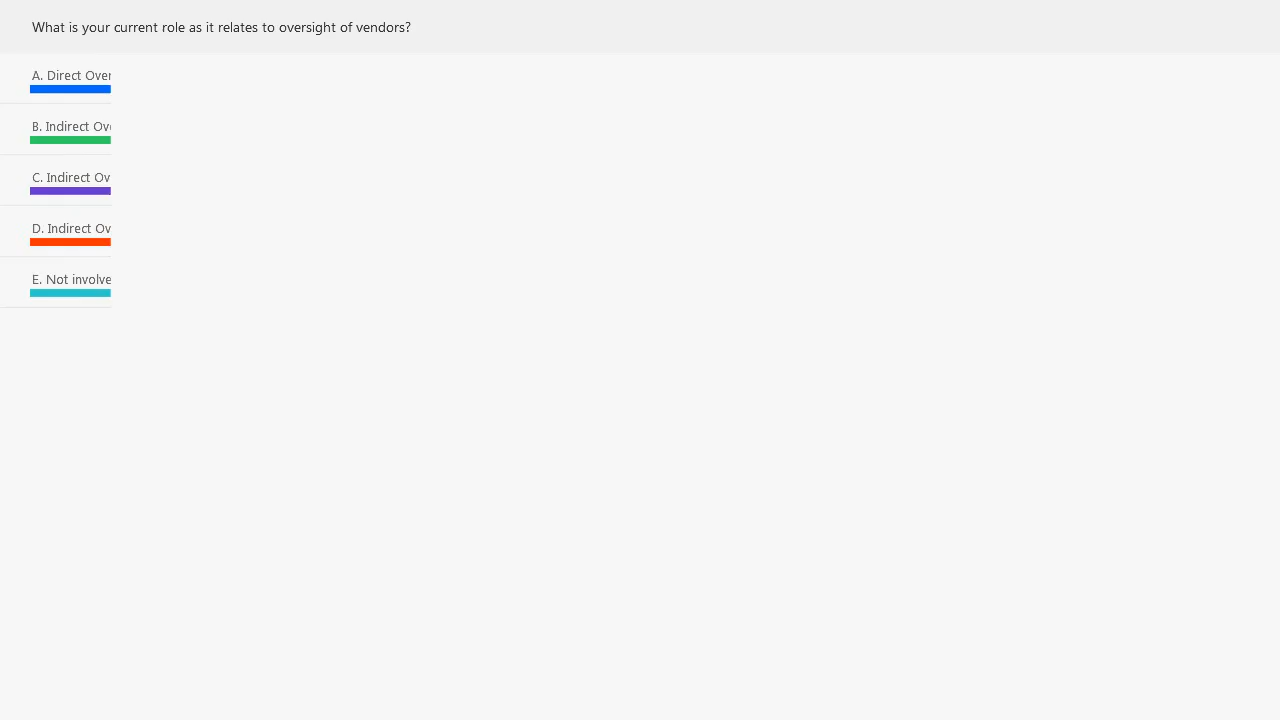 What is your current role as it relates to oversight of vendors?
A. Direct Over
B. Indirect Ov
C. Indirect Ov
D. Indirect Ov
E. Not involve